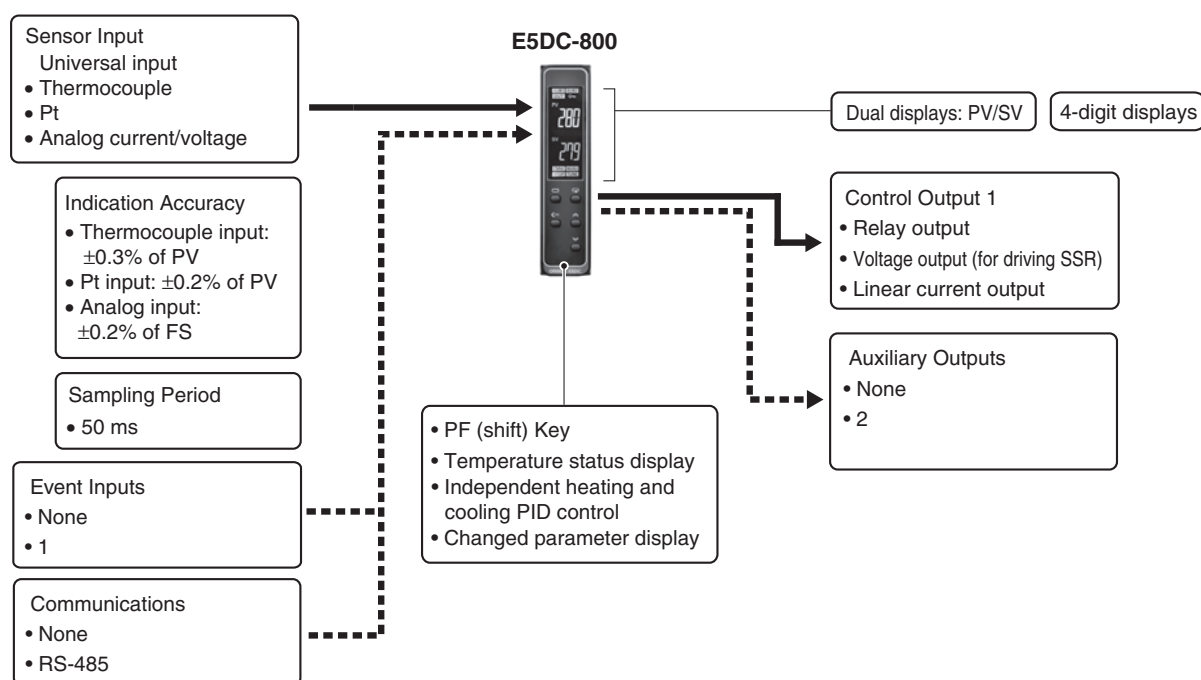 Sensor Input
Universal input
• Thermocouple
• Pt
• Analog current/voltage
Indication Accuracy
• Thermocouple input:
±0.3% of PV
• Pt input: ±0.2% of PV
• Analog input:
±0.2% of FS
Sampling Period
• 50 ms
Event Inputs
• None
• 1
Communications
• None
• RS-485
E5DC-800
PV
280
SV
279
• PF (shift) Key
• Temperature status display
• Independent heating and
cooling PID control
• Changed parameter display
Dual displays: PV/SV
4-digit displays
Control Output 1
• Relay output
• Voltage output (for driving SSR)
• Linear current output
Auxiliary Outputs
• None
• 2